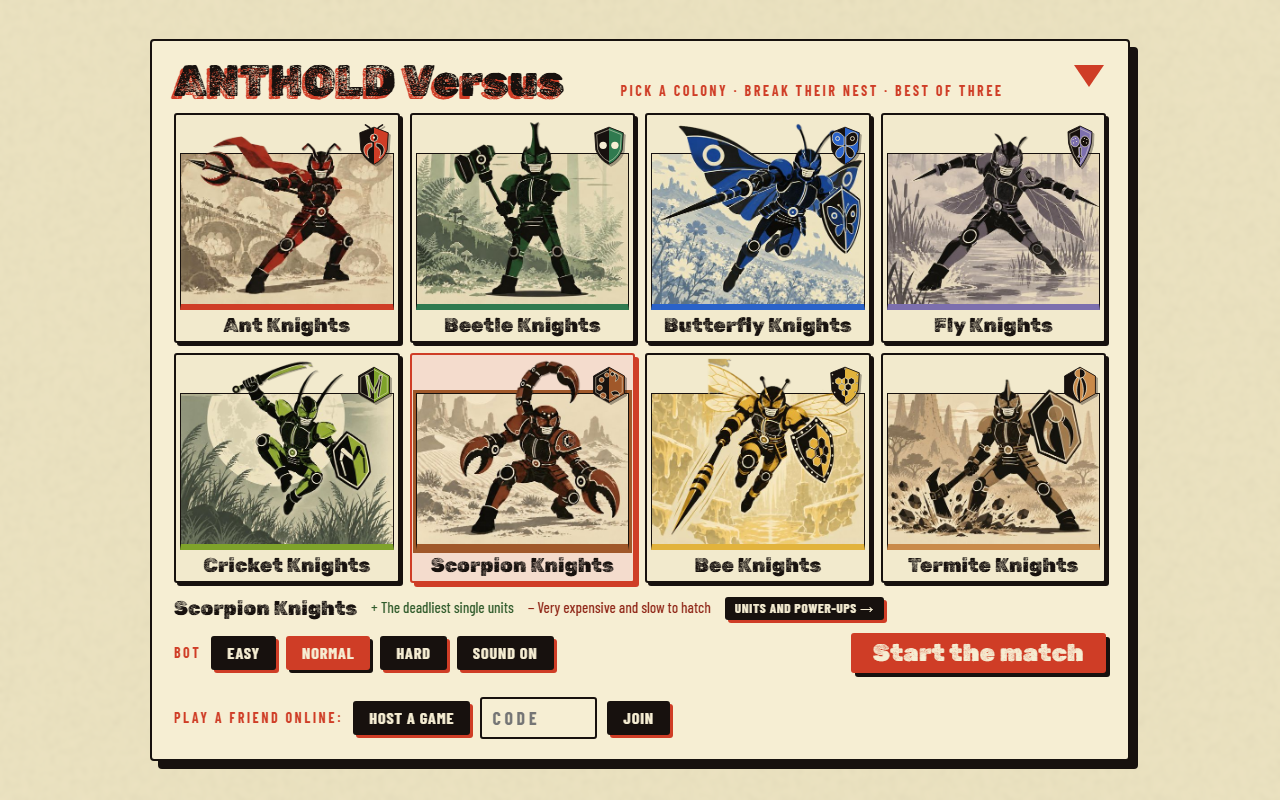 ANTHOLD Versus
PICK A COLONY · BREAK THEIR NEST · BEST OF THREE
Ant Knights
Beetle Knights
Butterfly Knights
Fly Knights
Cricket Knights
Scorpion Knights
Bee Knights
Termite Knights
Scorpion Knights + The deadliest single units – Very expensive and slow to hatch UNITS AND POWER-UPS →
BOT EASY NORMAL HARD SOUND ON Start the match
PLAY A FRIEND ONLINE: HOST A GAME CODE JOIN